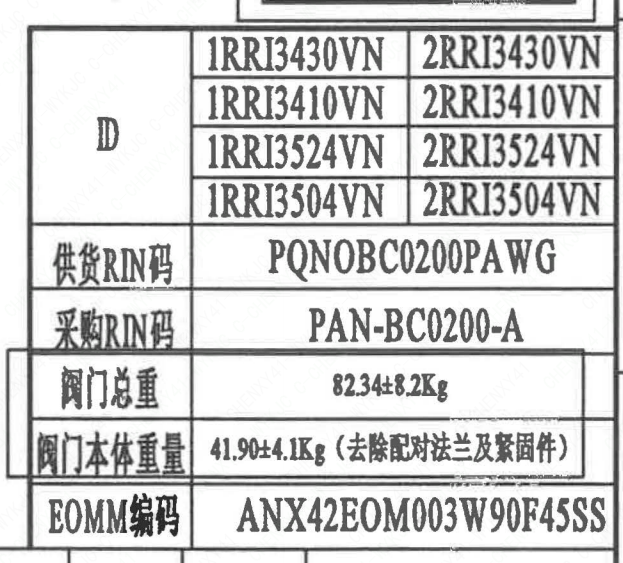 1RRI3430VN 2RRI3430VN
1RRI3410VN 2RRI3410VN
ID
1RRI3524VN 2RRI3524VN
1RRI3504VN 2RRI3504VN
供货RIN码 PQNOBC0200PAWG
采购RIN码 PAN-BC0200-A
阀门总重 82.34±8.2Kg
阀门本体重量 41.90±4.1Kg（去除配对法兰及紧固件）
EOMM编码 ANX42EOM003W90F45SS